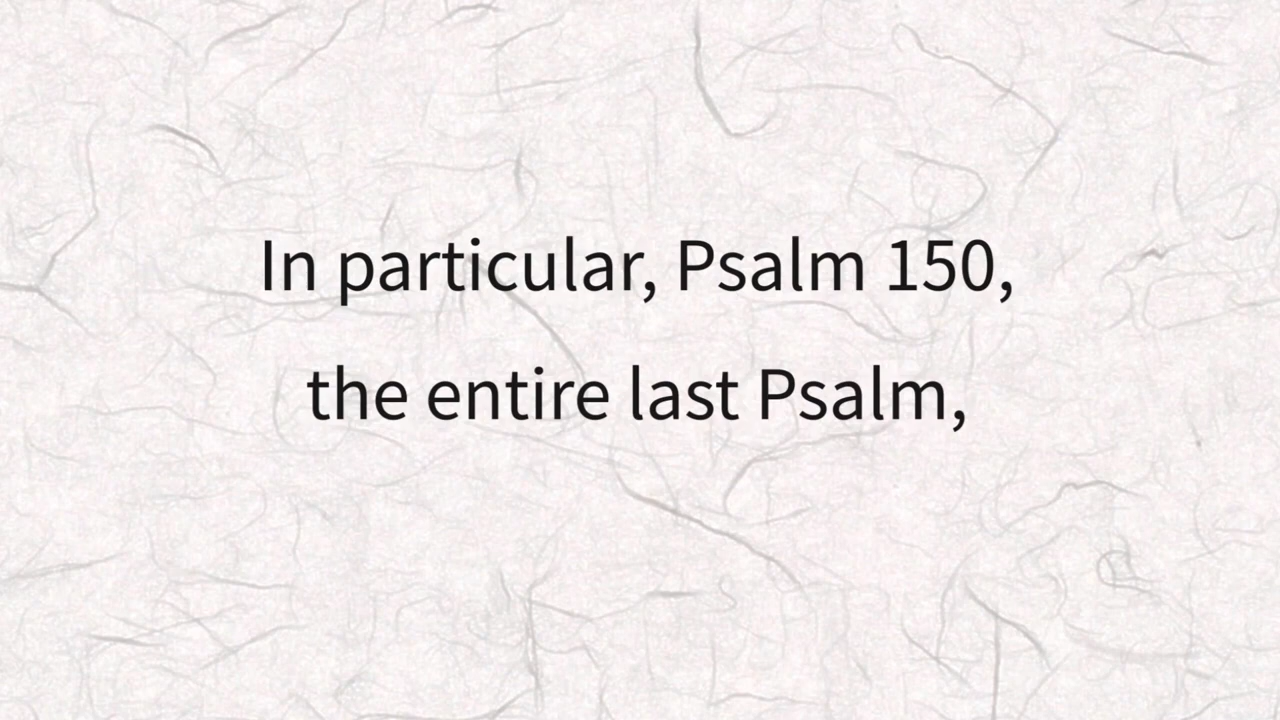 In particular, Psalm 150,
the entire last Psalm,